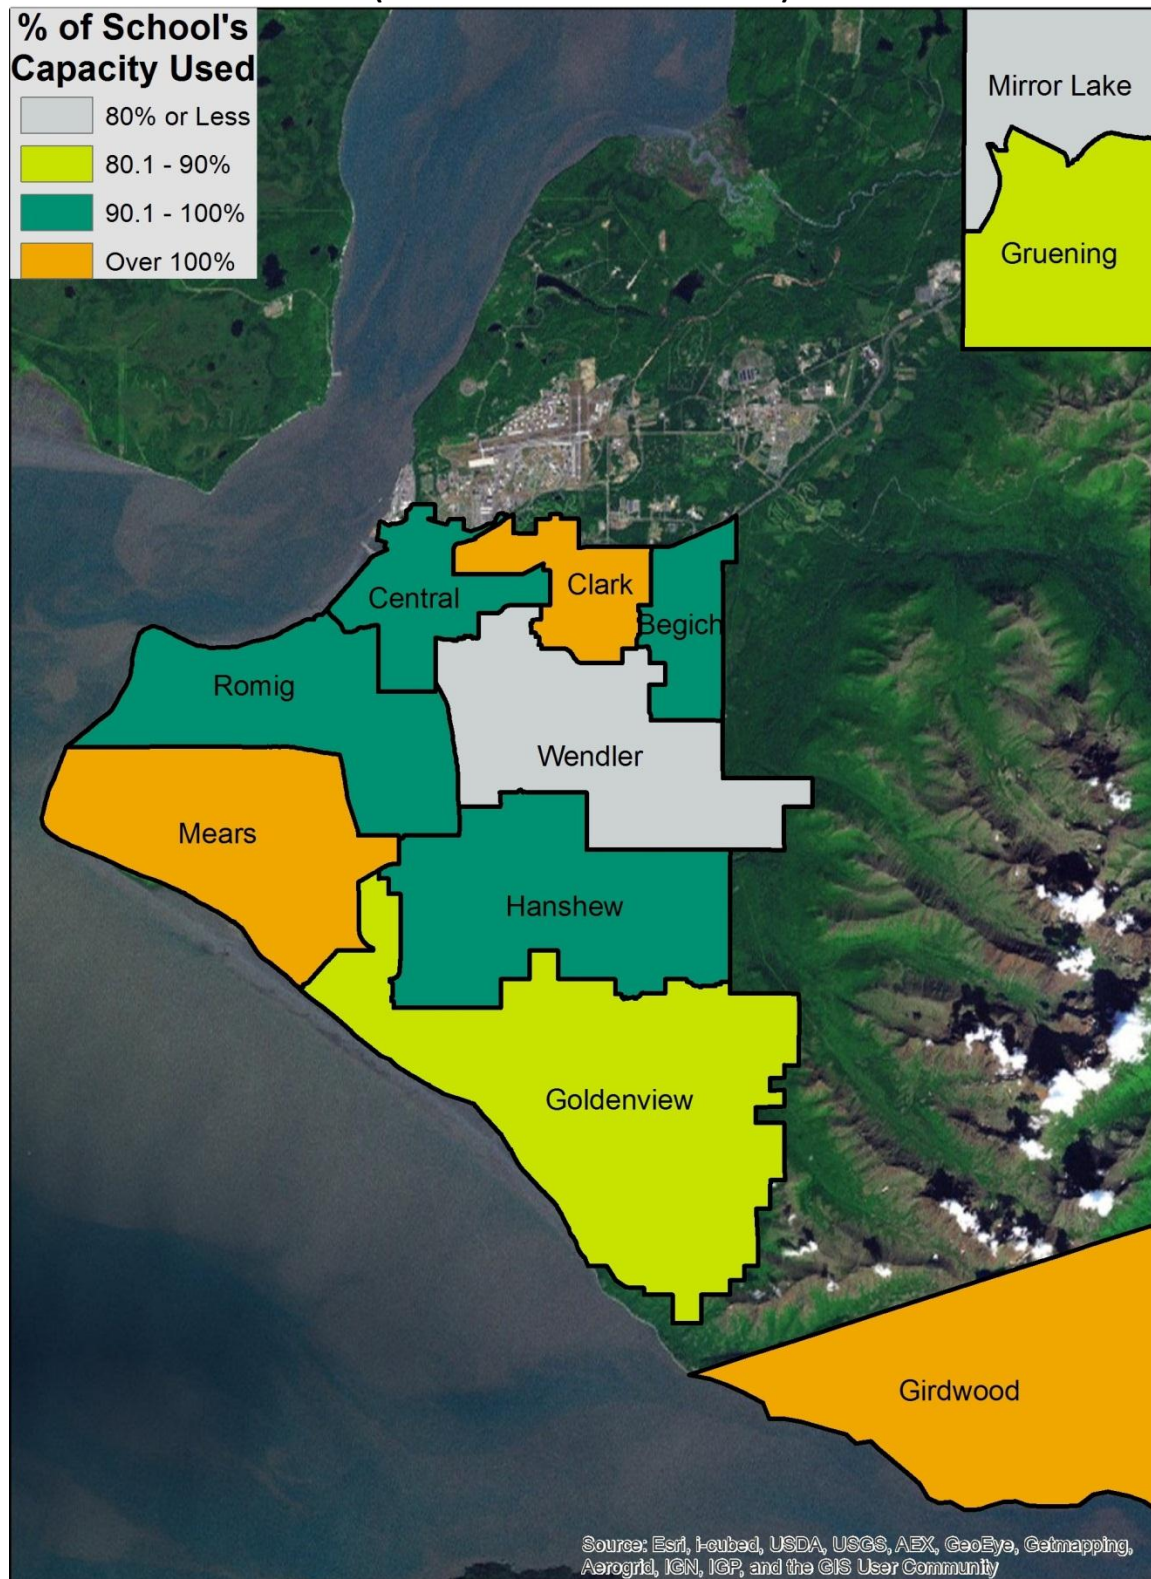 % of School's
Capacity Used
80% or Less
80.1 - 90%
90.1 - 100%
Over 100%
Mirror Lake
Gruening
Clark
Central
Begich
Romig
Wendler
Mears
Hanshew
Goldenview
Girdwood
Source: Esri, i-cubed, USDA, USGS, AEX, GeoEye, Getmapping,
Aerogrid, IGN, IGP, and the GIS User Community